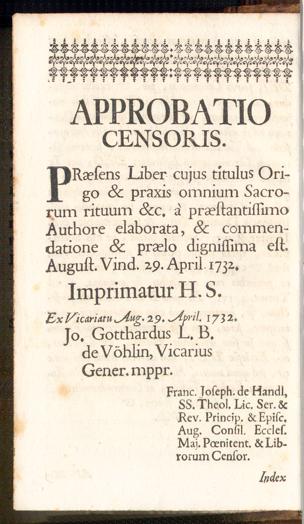 APPROBATIO
CENSORIS.
PRæsens Liber cujus titulus Ori-
go & praxis omnium Sacro-
rum rituum &c. à præstantissimo
Authore elaborata, & commen-
datione & prælo dignissima est.
August. Vind. 29. April 1732.
Imprimatur H. S.
Ex Vicariatu Aug. 29. April. 1732.
Jo. Gotthardus L. B.
de Vöhlin, Vicarius
Gener. mppr.
Franc. Joseph. de Handl,
SS. Theol. Lic. Ser. &
Rev. Princip. & Episc.
Aug. Consil. Eccles.
Maj. Pœnitent. & Lib-
rorum Censor.
Index